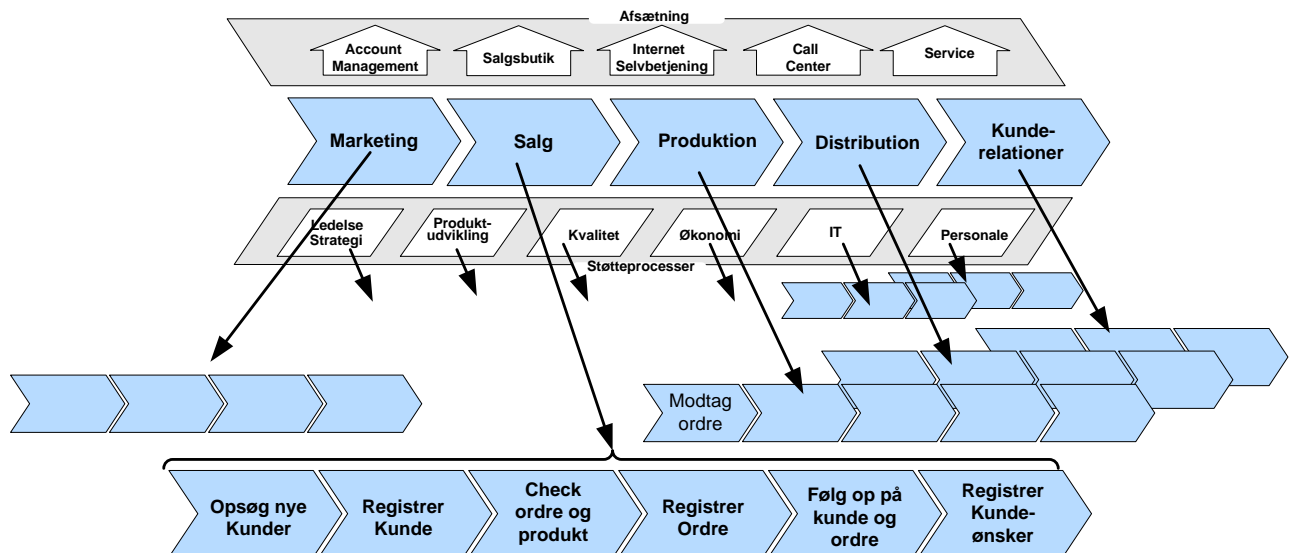 Afsætning
Account
Management
Salgsbutik
Internet
Selvbetjening
Call
Center
Service
Marketing
Salg
Produktion
Distribution
Kunde-
relationer
Ledelse
Strategi
Produkt-
udvikling
Kvalitet
Økonomi
IT
Personale
Støtteprocesser
Modtag
ordre
Opsøg nye
Kunder
Registrer
Kunde
Check
ordre og
produkt
Registrer
Ordre
Følg op på
kunde og
ordre
Registrer
Kunde-
ønsker